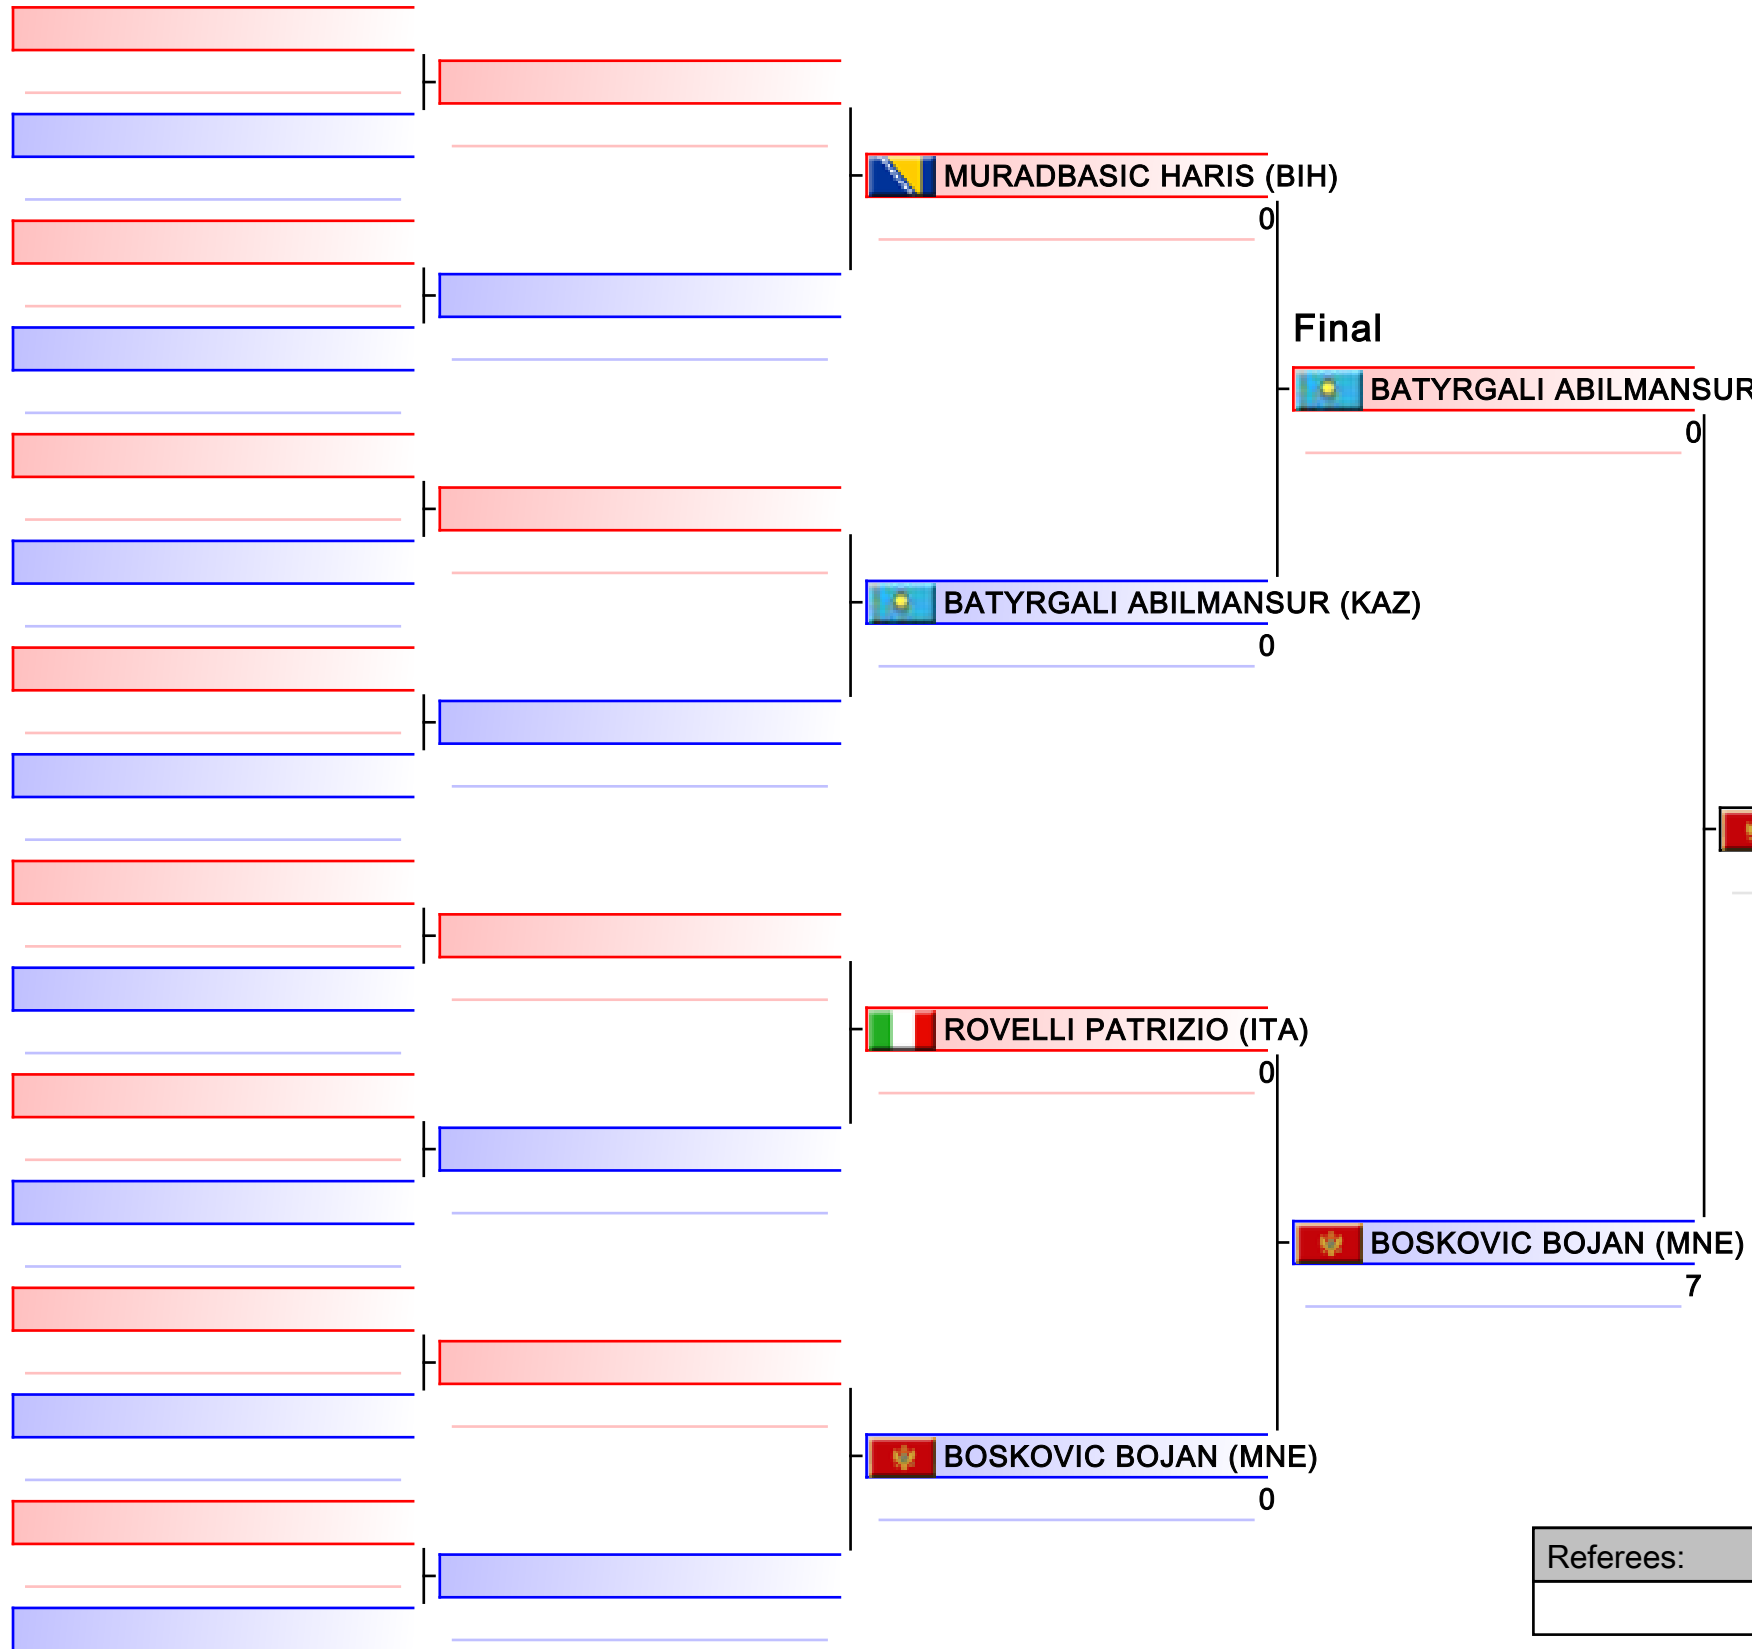 MURADBASIC HARIS (BIH)
0
Final
BATYRGALI ABILMANSUR
0
BATYRGALI ABILMANSUR (KAZ)
0
ROVELLI PATRIZIO (ITA)
0
BOSKOVIC BOJAN (MNE)
7
BOSKOVIC BOJAN (MNE)
0
Referees: